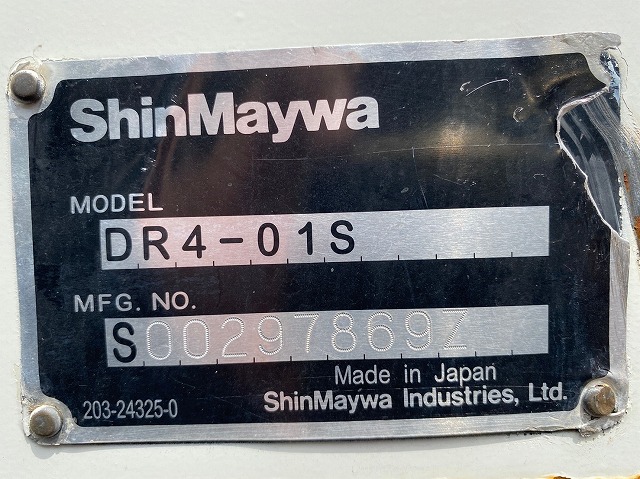 ShinMaywa
MODEL
DR4-01S
MFG. NO.
S00297869Z
Made in Japan
203-24325-0
ShinMaywa Industries, Ltd.